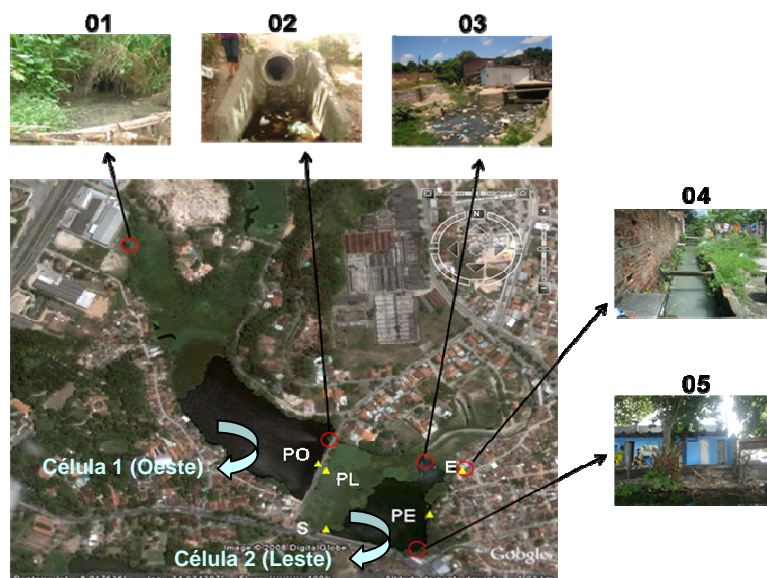 01
02
03
04
05
PO
PL
E
Célula 1 (Oeste)
PE
S
Célula 2 (Leste)
Image © 2008 DigitalGlobe
Google
N